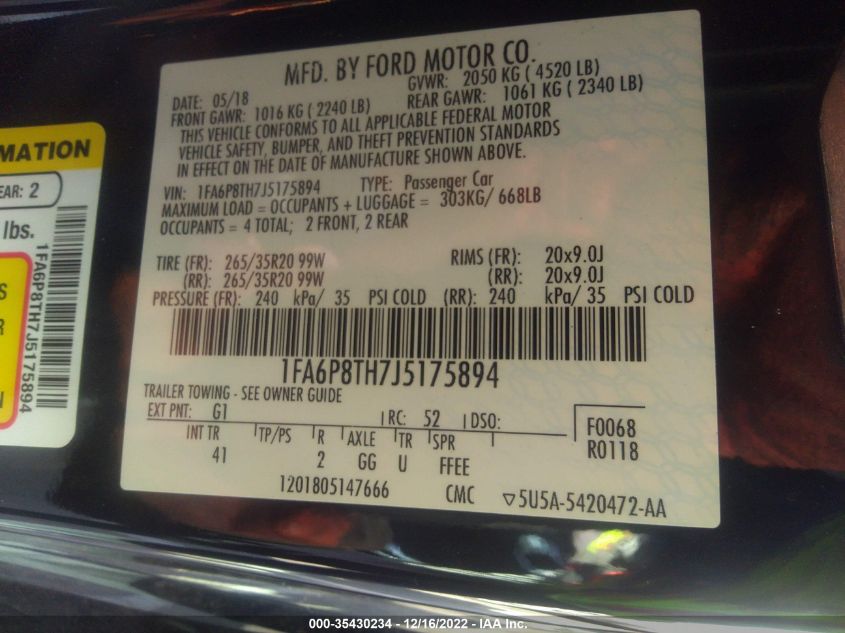 MFD. BY FORD MOTOR CO.
DATE: 05/18 GVWR: 2050 KG ( 4520 LB)
FRONT GAWR: 1016 KG ( 2240 LB) REAR GAWR: 1061 KG ( 2340 LB)
THIS VEHICLE CONFORMS TO ALL APPLICABLE FEDERAL MOTOR
VEHICLE SAFETY, BUMPER, AND THEFT PREVENTION STANDARDS
IN EFFECT ON THE DATE OF MANUFACTURE SHOWN ABOVE.
VIN: 1FA6P8TH7J5175894 TYPE: Passenger Car
MAXIMUM LOAD = OCCUPANTS + LUGGAGE = 303KG/ 668LB
OCCUPANTS = 4 TOTAL; 2 FRONT, 2 REAR
TIRE (FR): 265/35R20 99W RIMS (FR): 20x9.0J
(RR): 265/35R20 99W (RR): 20x9.0J
PRESSURE (FR): 240 kPa/ 35 PSI COLD (RR): 240 kPa/ 35 PSI COLD
1FA6P8TH7J5175894
TRAILER TOWING - SEE OWNER GUIDE
EXT PNT: G1 RC: 52 DSO: F0068
INT TR TP/PS R AXLE TR SPR R0118
41 2 GG U FFEE
1201805147666 CMC 5U5A-5420472-AA
MATION
EAR: 2
lbs.
1FA6P8TH7J5175894
S
R
N
000-35430234 - 12/16/2022 - IAA Inc.